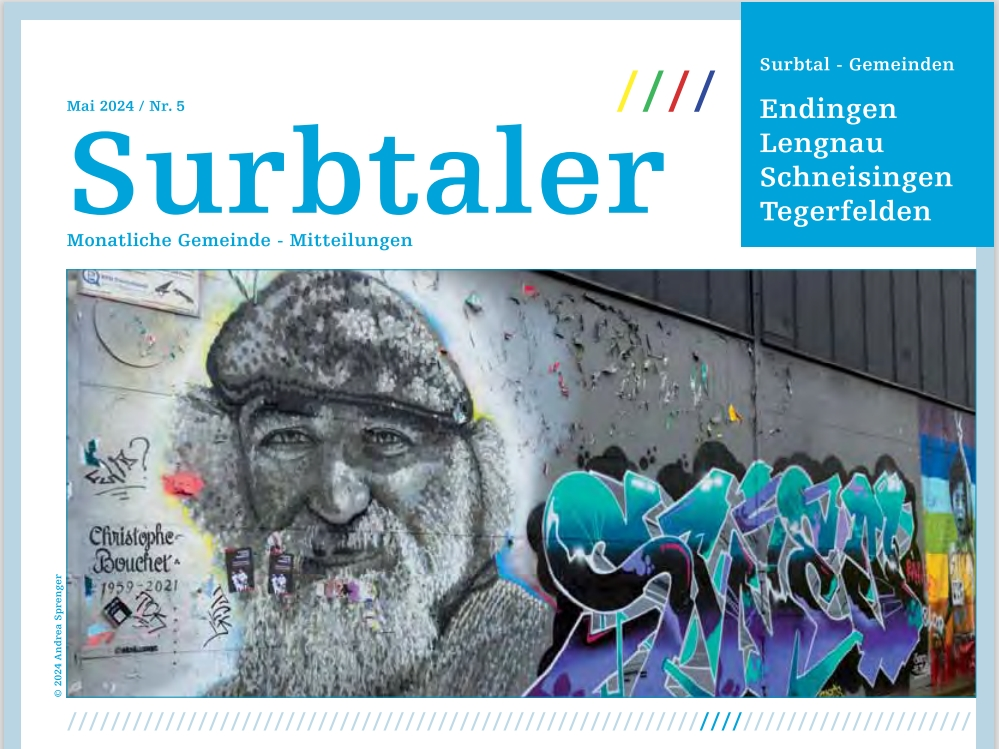 Surbtal - Gemeinden
Endingen
Lengnau
Schneisingen
Tegerfelden
Mai 2024 / Nr. 5
Surbtaler
Monatliche Gemeinde - Mitteilungen
Christophe
Bouchet
1959-2021
© 2024 Andrea Sprenger